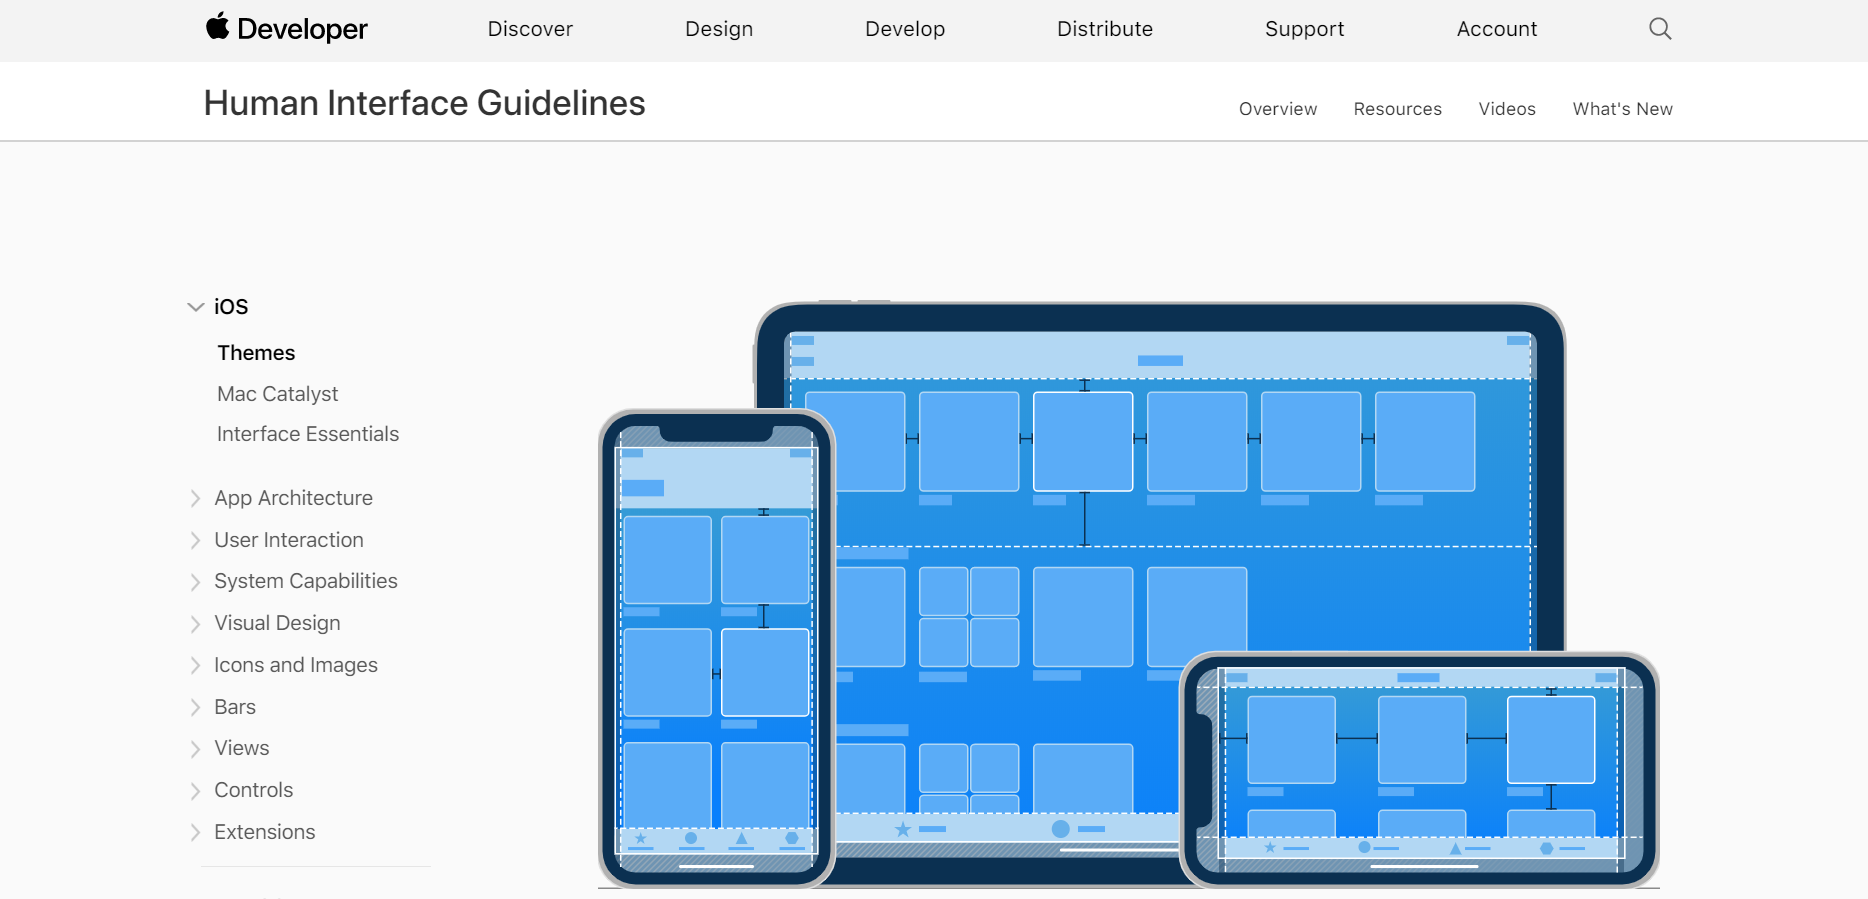 Developer Discover Design Develop Distribute Support Account
Human Interface Guidelines
Overview Resources Videos What's New
iOS
Themes
Mac Catalyst
Interface Essentials
App Architecture
User Interaction
System Capabilities
Visual Design
Icons and Images
Bars
Views
Controls
Extensions